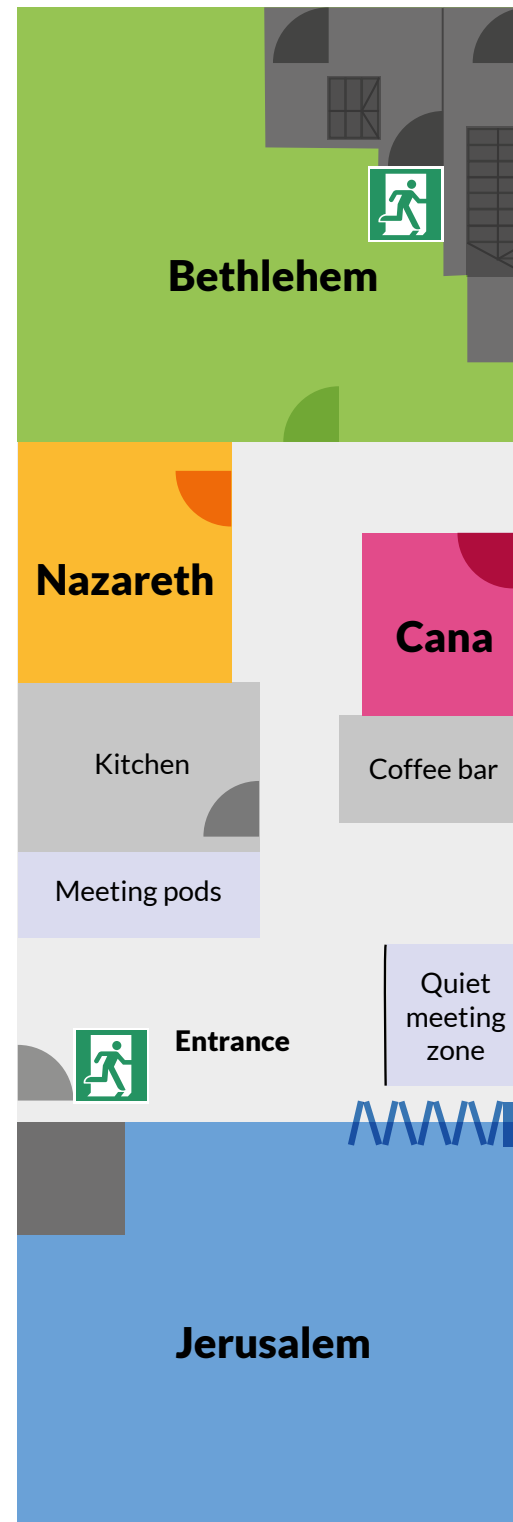 Bethlehem
Nazareth
Cana
Kitchen
Coffee bar
Meeting pods
Quiet
meeting
zone
Entrance
Jerusalem